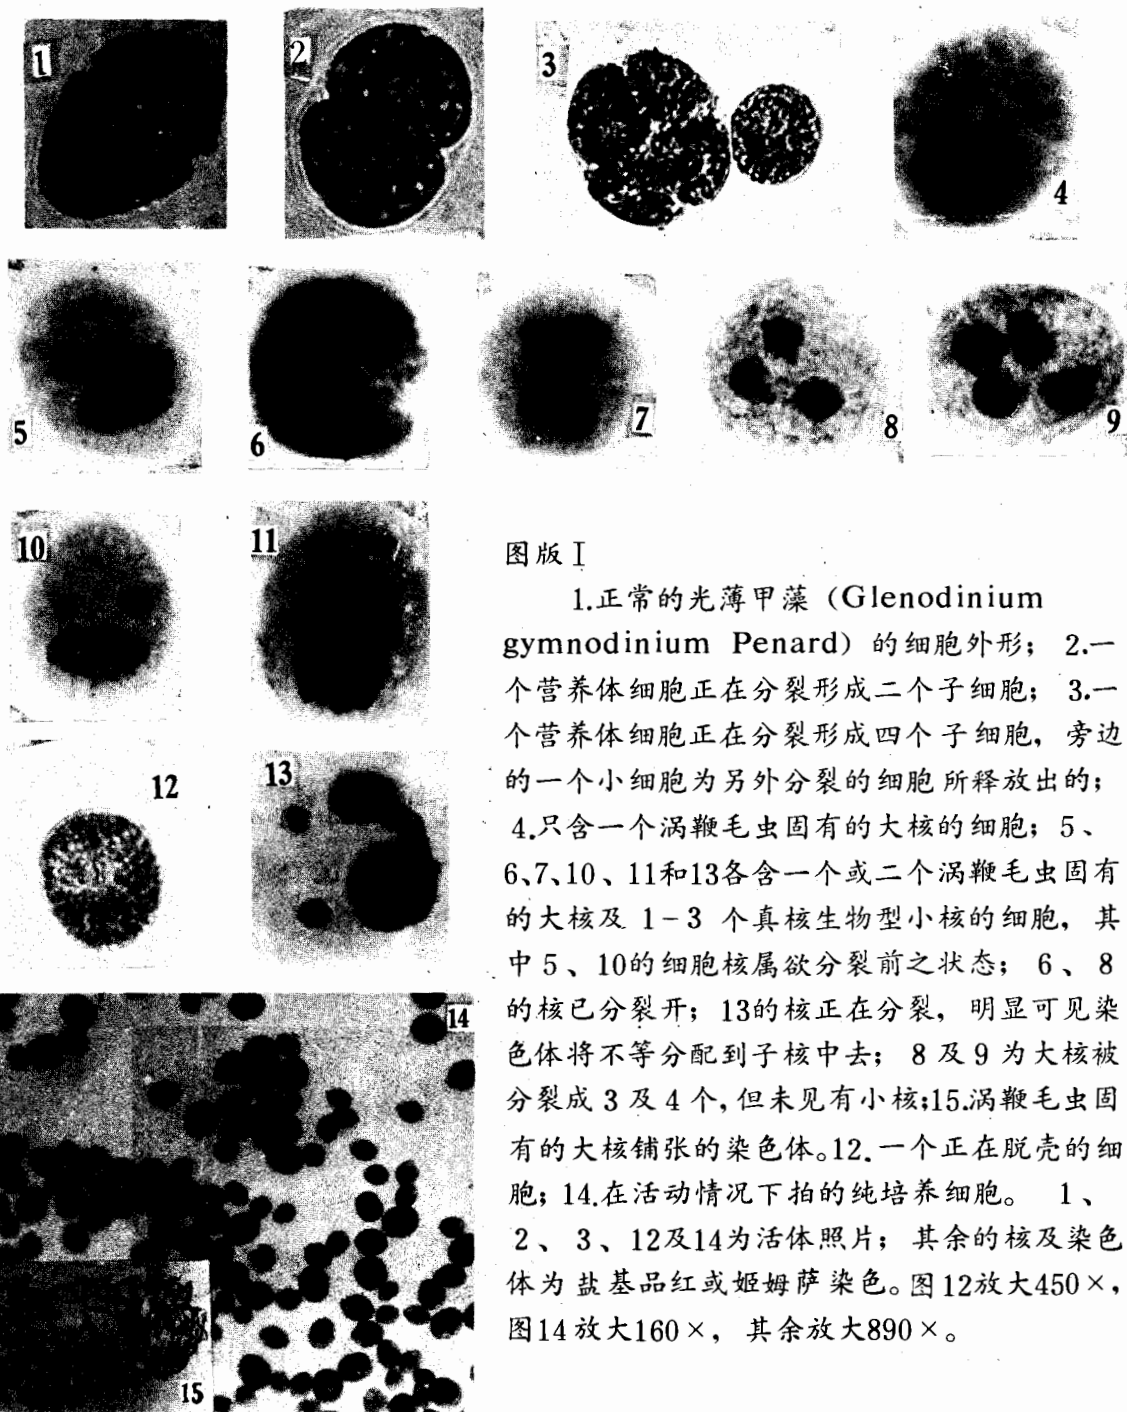 1
2
3
4
5
6
7
8
9
10
11
12
13
14
15
图版Ⅰ
1.正常的光薄甲藻（Glenodinium
gymnodinium Penard）的细胞外形； 2.一
个营养体细胞正在分裂形成二个子细胞； 3.一
个营养体细胞正在分裂形成四个子细胞，旁边
的一个小细胞为另外分裂的细胞所释放出的；
4.只含一个涡鞭毛虫固有的大核的细胞；5、
6、7、10、11和13各含一个或二个涡鞭毛虫固有
的大核及 1-3 个真核生物型小核的细胞，其
中5、10的细胞核属欲分裂前之状态； 6、8
的核已分裂开；13的核正在分裂，明显可见染
色体将不等分配到子核中去； 8及9为大核被
分裂成3及4个，但未见有小核；15.涡鞭毛虫固
有的大核铺张的染色体。12.一个正在脱壳的细
胞；14.在活动情况下拍的纯培养细胞。 1、
2、3、12及14为活体照片；其余的核及染色
体为盐基品红或姬姆萨染色。图12放大450×，
图14放大160×，其余放大890×。